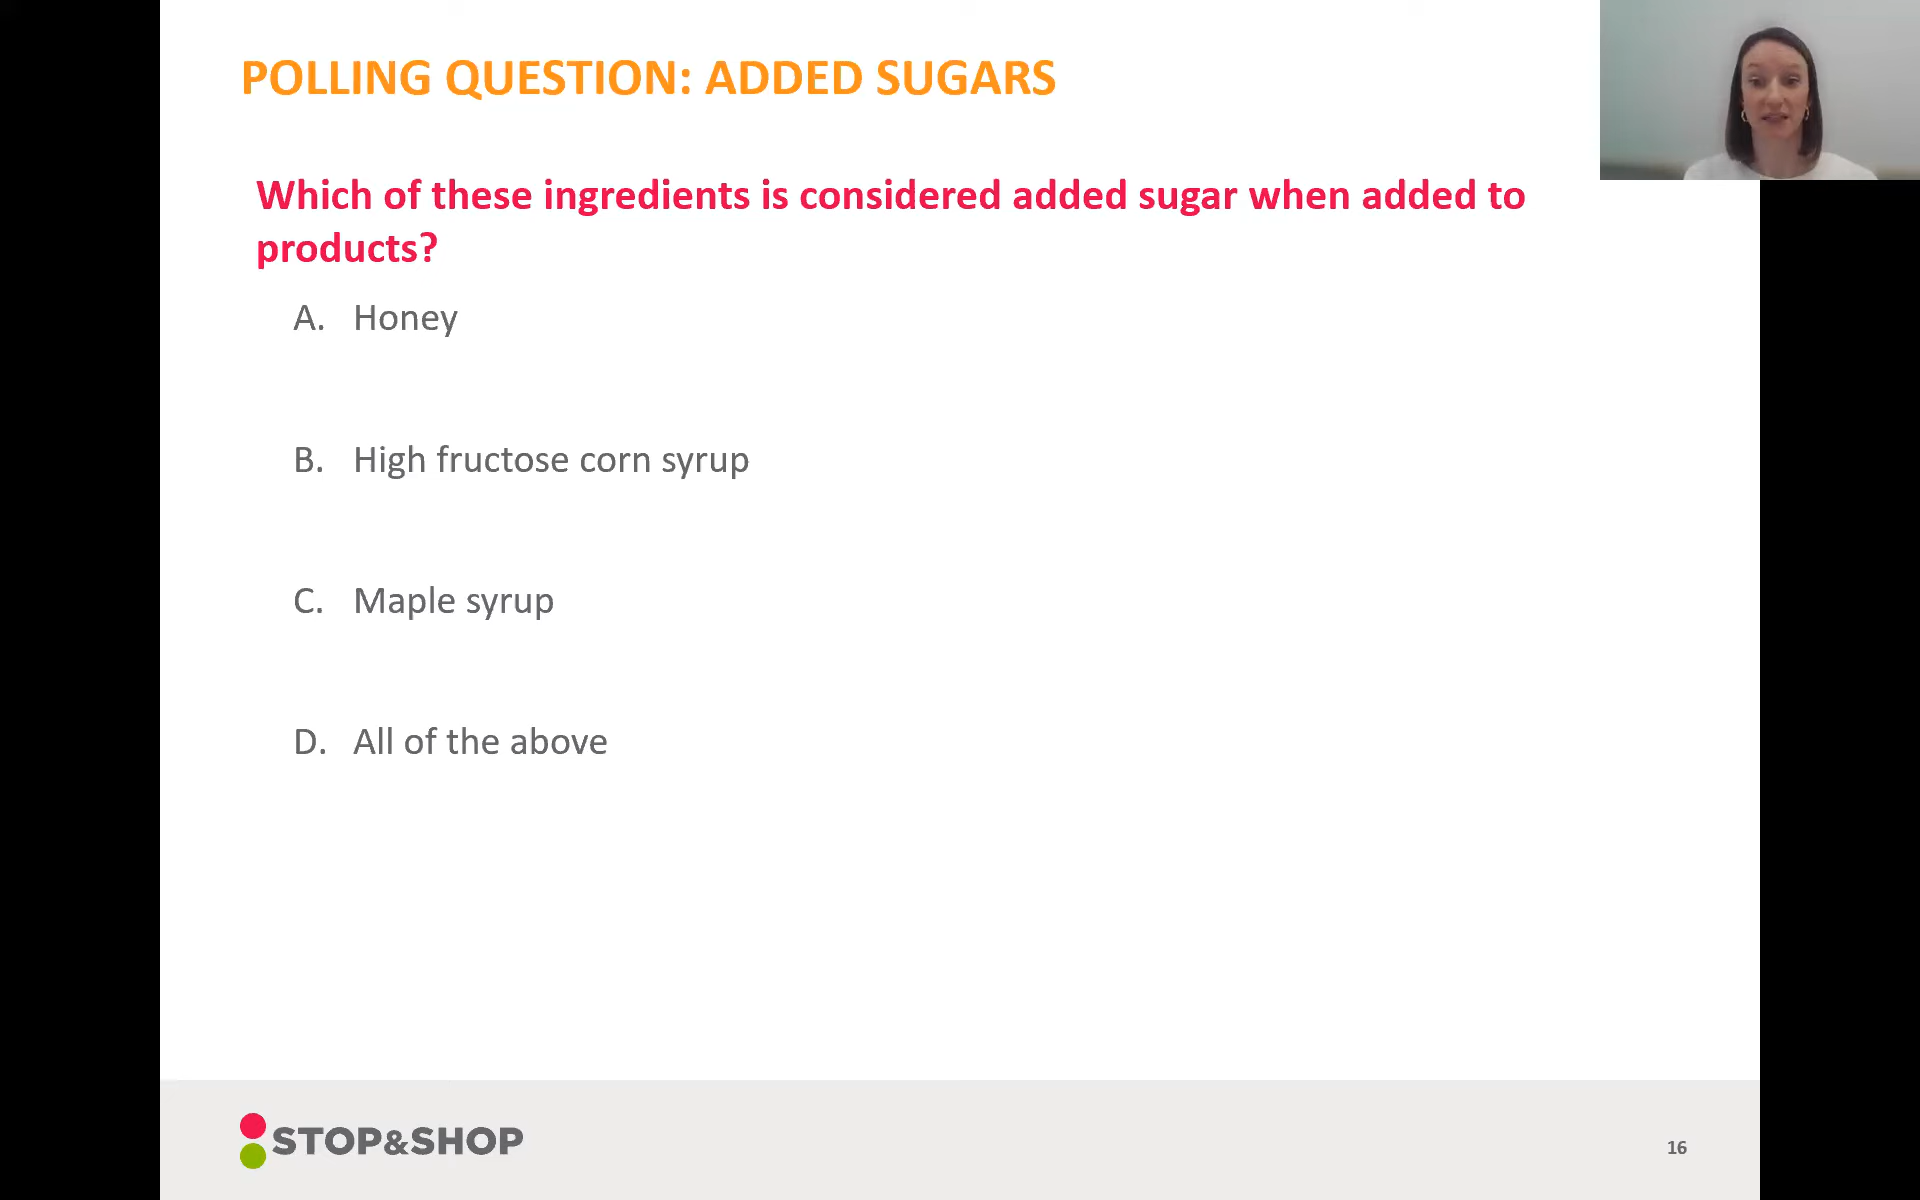 POLLING QUESTION: ADDED SUGARS
Which of these ingredients is considered added sugar when added to
products?
A. Honey
B. High fructose corn syrup
C. Maple syrup
D. All of the above
STOP&SHOP
16